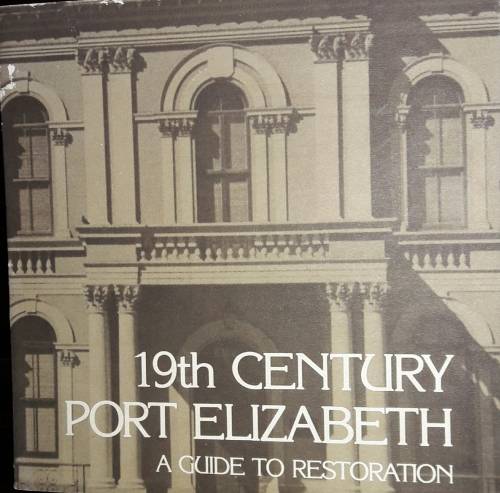 19th CENTURY
PORT ELIZABETH
A GUIDE TO RESTORATION